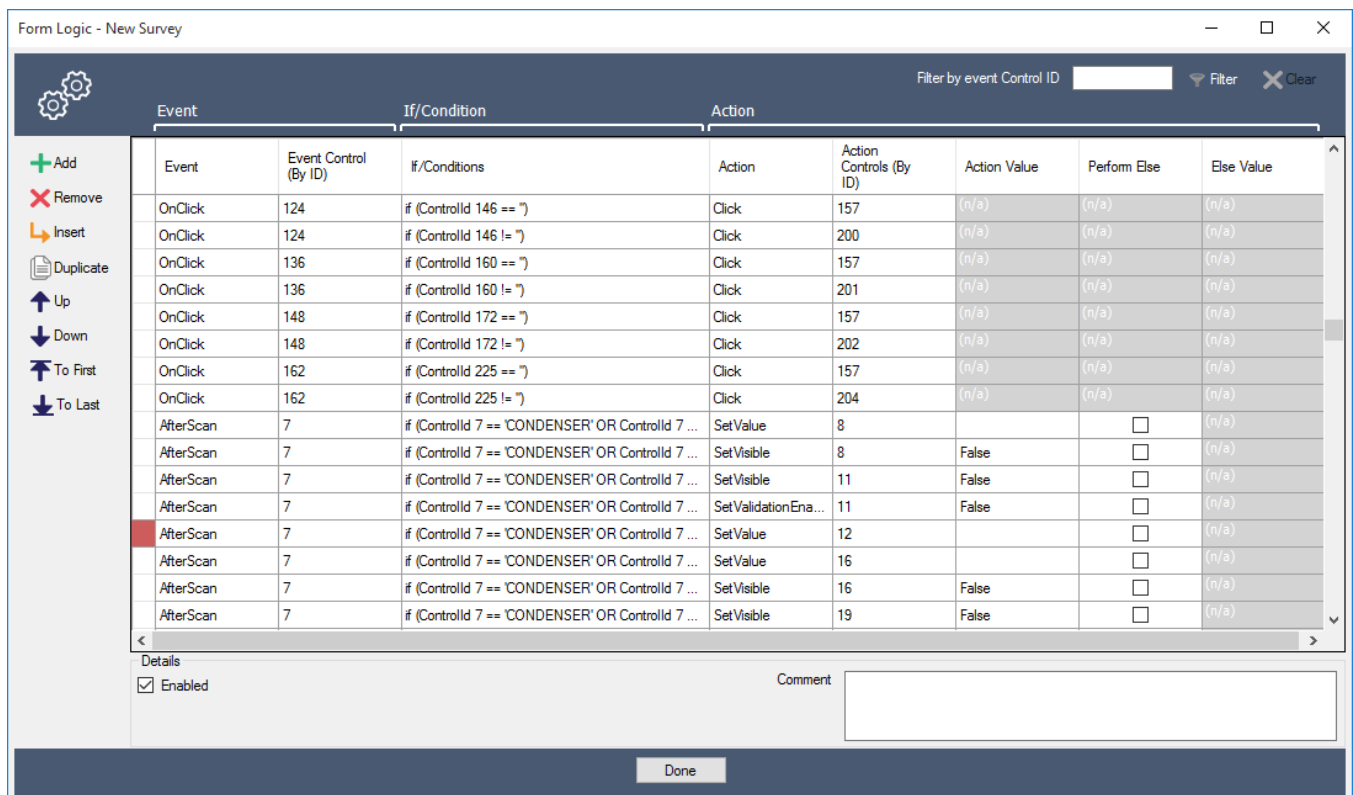 Form Logic - New Survey
Filter by event Control ID Filter Clear
Event If/Condition Action
Add
Remove
Insert
Duplicate
Up
Down
To First
To Last
Event Event Control (By ID) If/Conditions Action Action Controls (By ID) Action Value Perform Else Else Value
OnClick 124 if (ControlId 146 == '') Click 157 (n/a) (n/a) (n/a)
OnClick 124 if (ControlId 146 != '') Click 200 (n/a) (n/a) (n/a)
OnClick 136 if (ControlId 160 == '') Click 157 (n/a) (n/a) (n/a)
OnClick 136 if (ControlId 160 != '') Click 201 (n/a) (n/a) (n/a)
OnClick 148 if (ControlId 172 == '') Click 157 (n/a) (n/a) (n/a)
OnClick 148 if (ControlId 172 != '') Click 202 (n/a) (n/a) (n/a)
OnClick 162 if (ControlId 225 == '') Click 157 (n/a) (n/a) (n/a)
OnClick 162 if (ControlId 225 != '') Click 204 (n/a) (n/a) (n/a)
AfterScan 7 if (ControlId 7 == 'CONDENSER' OR ControlId 7 ... SetValue 8 (n/a)
AfterScan 7 if (ControlId 7 == 'CONDENSER' OR ControlId 7 ... SetVisible 8 False (n/a)
AfterScan 7 if (ControlId 7 == 'CONDENSER' OR ControlId 7 ... SetVisible 11 False (n/a)
AfterScan 7 if (ControlId 7 == 'CONDENSER' OR ControlId 7 ... SetValidationEna... 11 False (n/a)
AfterScan 7 if (ControlId 7 == 'CONDENSER' OR ControlId 7 ... SetValue 12 (n/a)
AfterScan 7 if (ControlId 7 == 'CONDENSER' OR ControlId 7 ... SetValue 16 (n/a)
AfterScan 7 if (ControlId 7 == 'CONDENSER' OR ControlId 7 ... SetVisible 16 False (n/a)
AfterScan 7 if (ControlId 7 == 'CONDENSER' OR ControlId 7 ... SetVisible 19 False (n/a)
Details
Enabled
Comment
Done